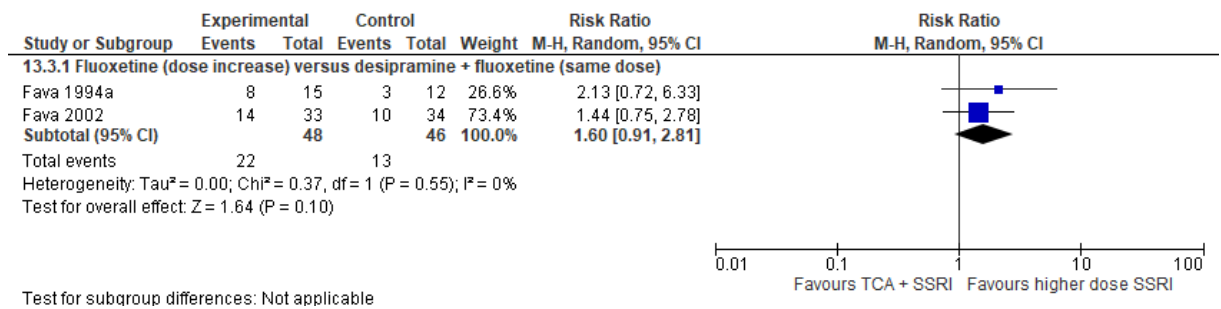 Experimental Control Risk Ratio Risk Ratio
Study or Subgroup Events Total Events Total Weight M-H, Random, 95% CI M-H, Random, 95% CI
13.3.1 Fluoxetine (dose increase) versus desipramine + fluoxetine (same dose)
Fava 1994a 8 15 3 12 26.6% 2.13 [0.72, 6.33]
Fava 2002 14 33 10 34 73.4% 1.44 [0.75, 2.78]
Subtotal (95% CI) 48 46 100.0% 1.60 [0.91, 2.81]
Total events 22 13
Heterogeneity: Tau² = 0.00; Chi² = 0.37, df = 1 (P = 0.55); I² = 0%
Test for overall effect: Z = 1.64 (P = 0.10)
0.01 0.1 1 10 100
Favours TCA + SSRI Favours higher dose SSRI
Test for subgroup differences: Not applicable